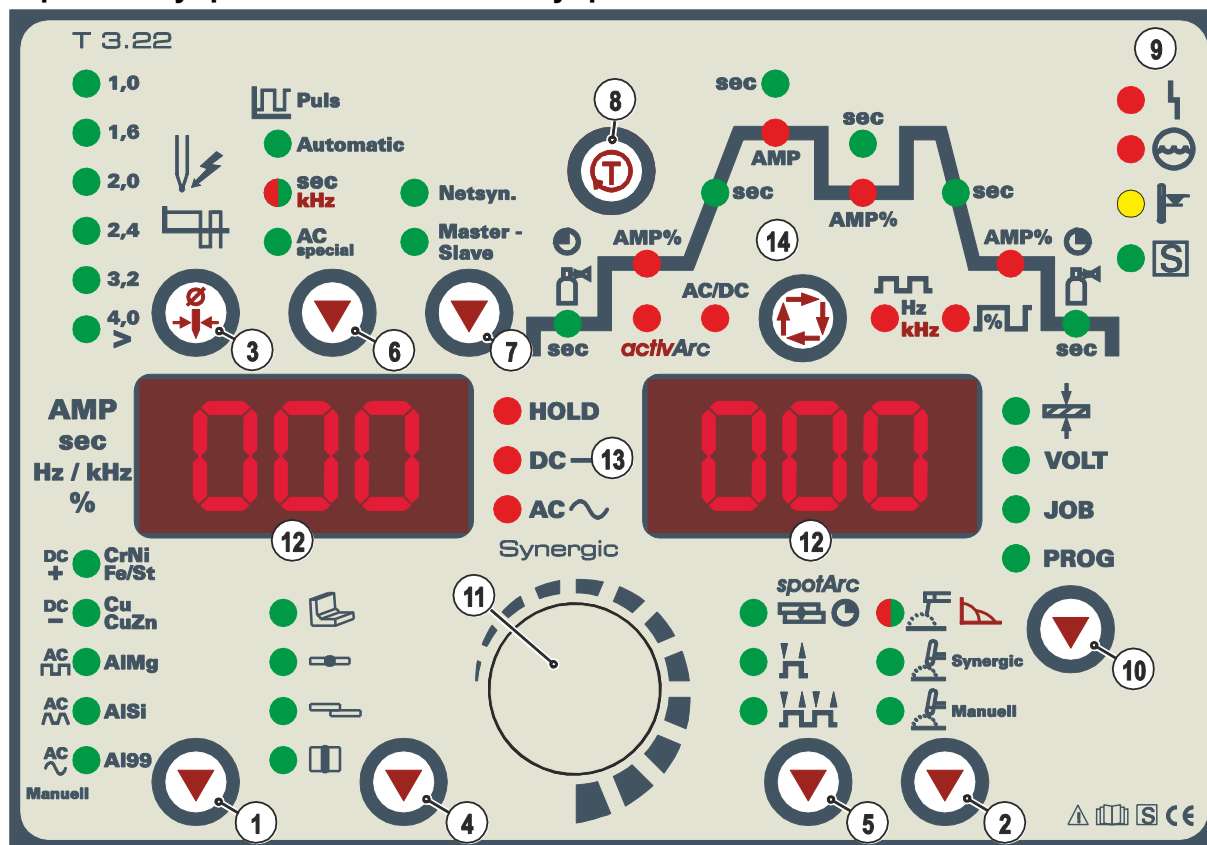 T 3.22
1,0
1,6
2,0
2,4
3,2
4,0
>
Puls
Automatic
sec
kHz
AC
special
Netsyn.
Master -
Slave
Ø
3
6
7
8
T
sec
AMP
sec
AMP%
sec
sec
AMP%
AMP%
sec
sec
14
activArc
AC/DC
Hz
kHz
%
9
S
AMP
sec
Hz / kHz
%
000
12
HOLD
DC –
13
AC
Synergic
000
12
VOLT
JOB
PROG
10
DC
+
CrNi
Fe/St
DC
–
Cu
CuZn
AC
AlMg
AC
AlSi
AC
Al99
Manuell
1
4
11
spotArc
Synergic
Manuell
5
2
S
CE